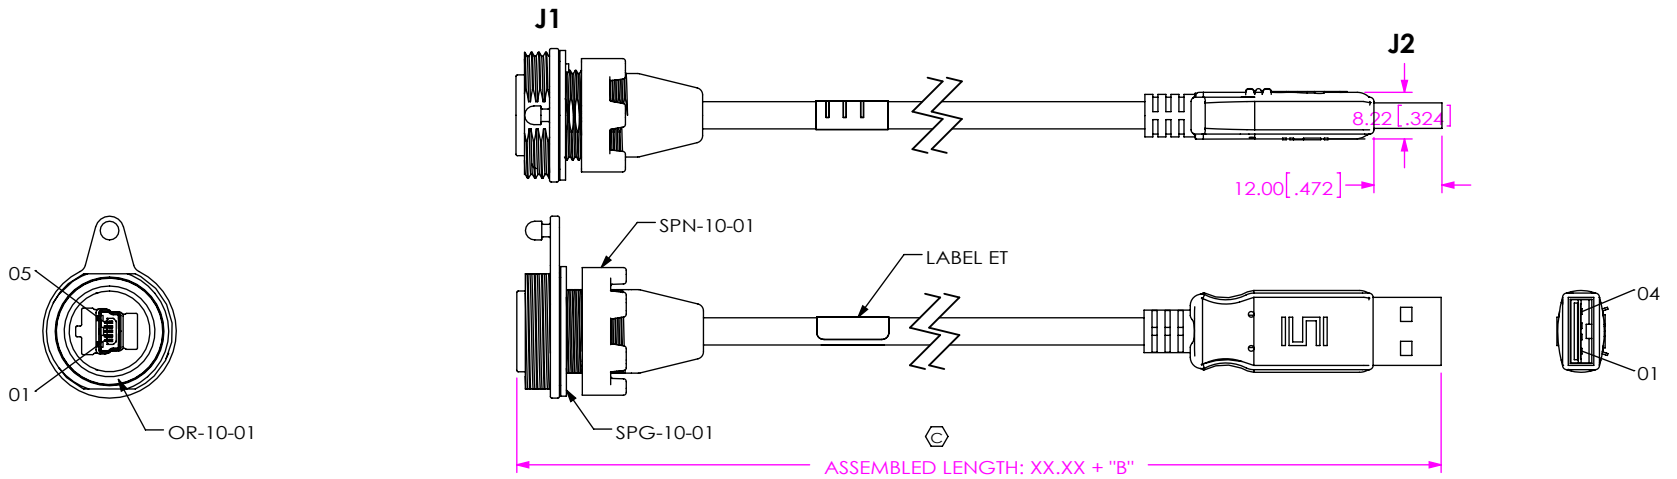 J1
J2
8.22 [.324]
12.00[.472]
SPN-10-01
LABEL ET
05
04
01
01
OR-10-01
SPG-10-01
C
ASSEMBLED LENGTH: XX.XX + "B"